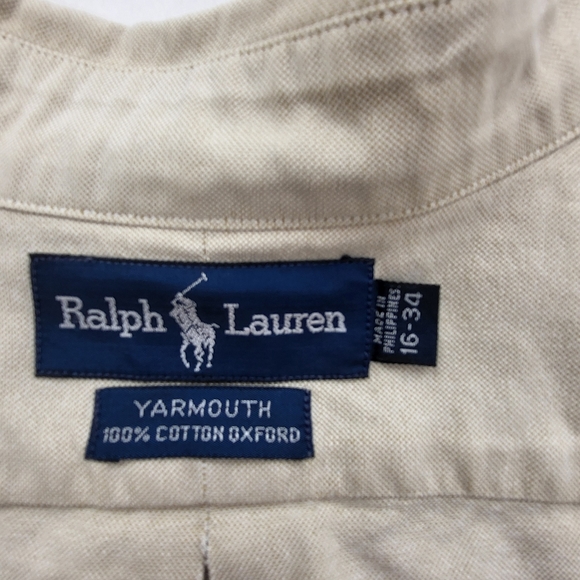 Ralph Lauren
MADE IN
PHILIPPINES
16-34
YARMOUTH
100% COTTON OXFORD